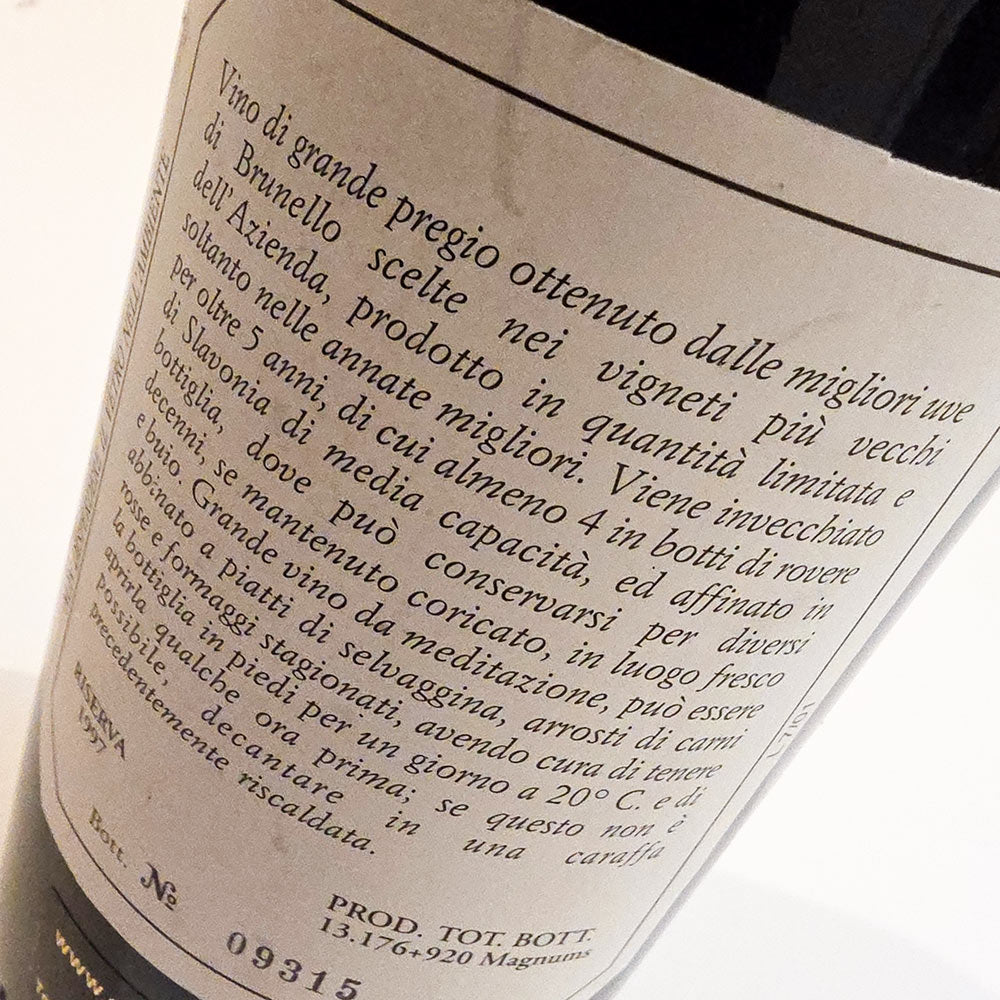 Vino di grande pregio ottenuto dalle migliori uve
di Brunello scelte nei vigneti più vecchi
dell'Azienda, prodotto in quantità limitata e
soltanto nelle annate migliori. Viene invecchiato
per oltre 5 anni, di cui almeno 4 in botti di rovere
di Slavonia di media capacità, ed affinato in
bottiglia, dove può conservarsi per diversi
decenni, se mantenuto coricato, in luogo fresco
e buio. Grande vino da meditazione, può essere
abbinato a piatti di selvaggina, arrosti di carni
rosse e formaggi stagionati, avendo cura di tenere
la bottiglia in piedi per un giorno a 20° C. e di
aprirla qualche ora prima; se questo non è
possibile, decantare in una caraffa
precedentemente riscaldata.
RISERVA
1997
Bott. № 09315
PROD. TOT. BOTT.
13.176+920 Magnums
www.